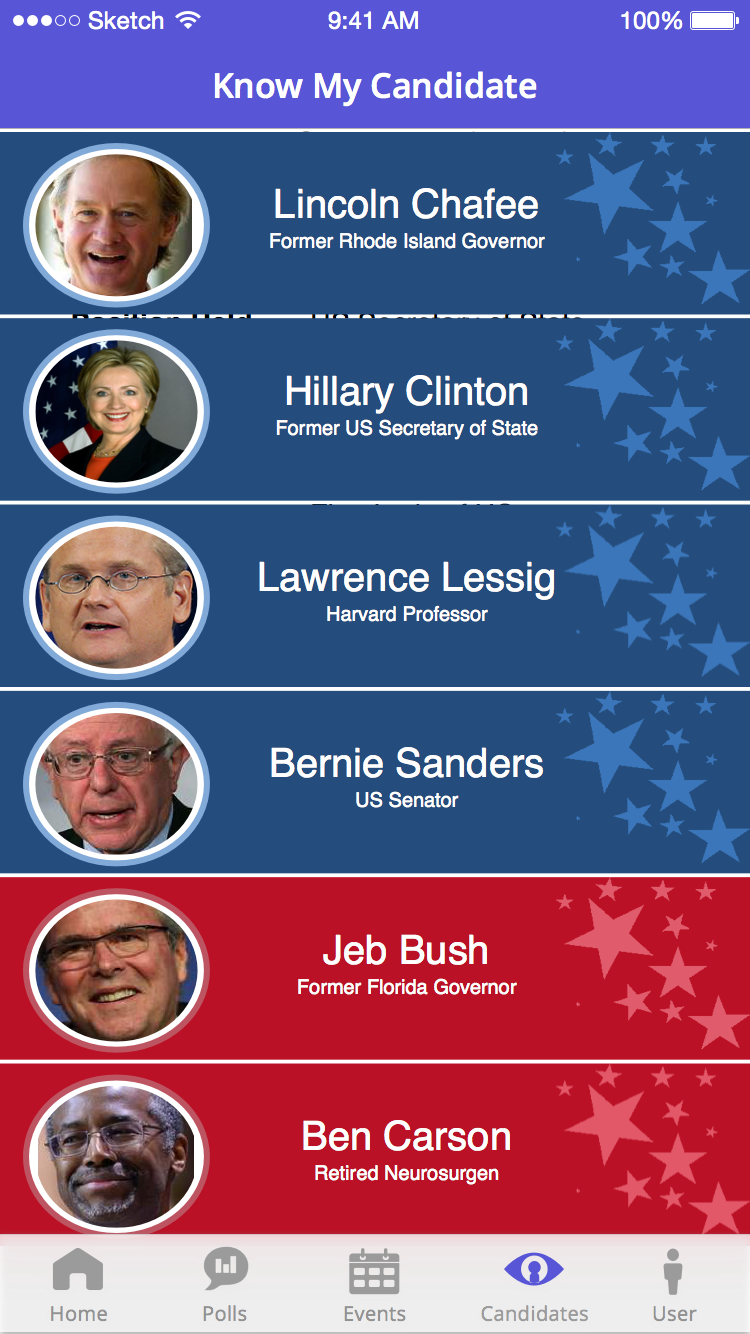 Sketch 9:41 AM 100%
Know My Candidate
Lincoln Chafee
Former Rhode Island Governor
Hillary Clinton
Former US Secretary of State
Lawrence Lessig
Harvard Professor
Bernie Sanders
US Senator
Jeb Bush
Former Florida Governor
Ben Carson
Retired Neurosurgen
Home Polls Events Candidates User